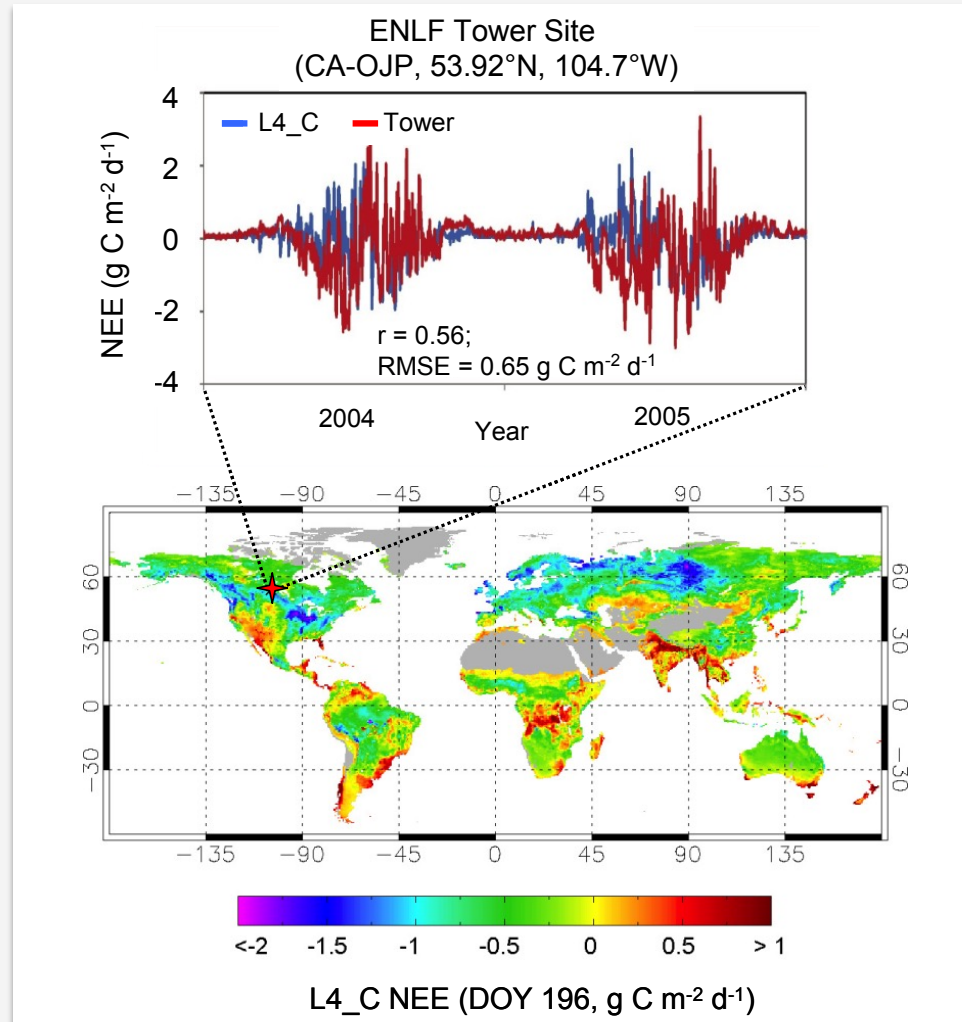 ENLF Tower Site
(CA-OJP, 53.92°N, 104.7°W)
NEE (g C m-2 d-1)
4
2
0
-2
-4
L4_C
Tower
r = 0.56;
RMSE = 0.65 g C m-2 d-1
2004
2005
Year
−135 −90 −45 0 45 90 135
60 60
30 30
0 0
−30 −30
−135 −90 −45 0 45 90 135
<-2 -1.5 -1 -0.5 0 0.5 > 1
L4_C NEE (DOY 196, g C m-2 d-1)